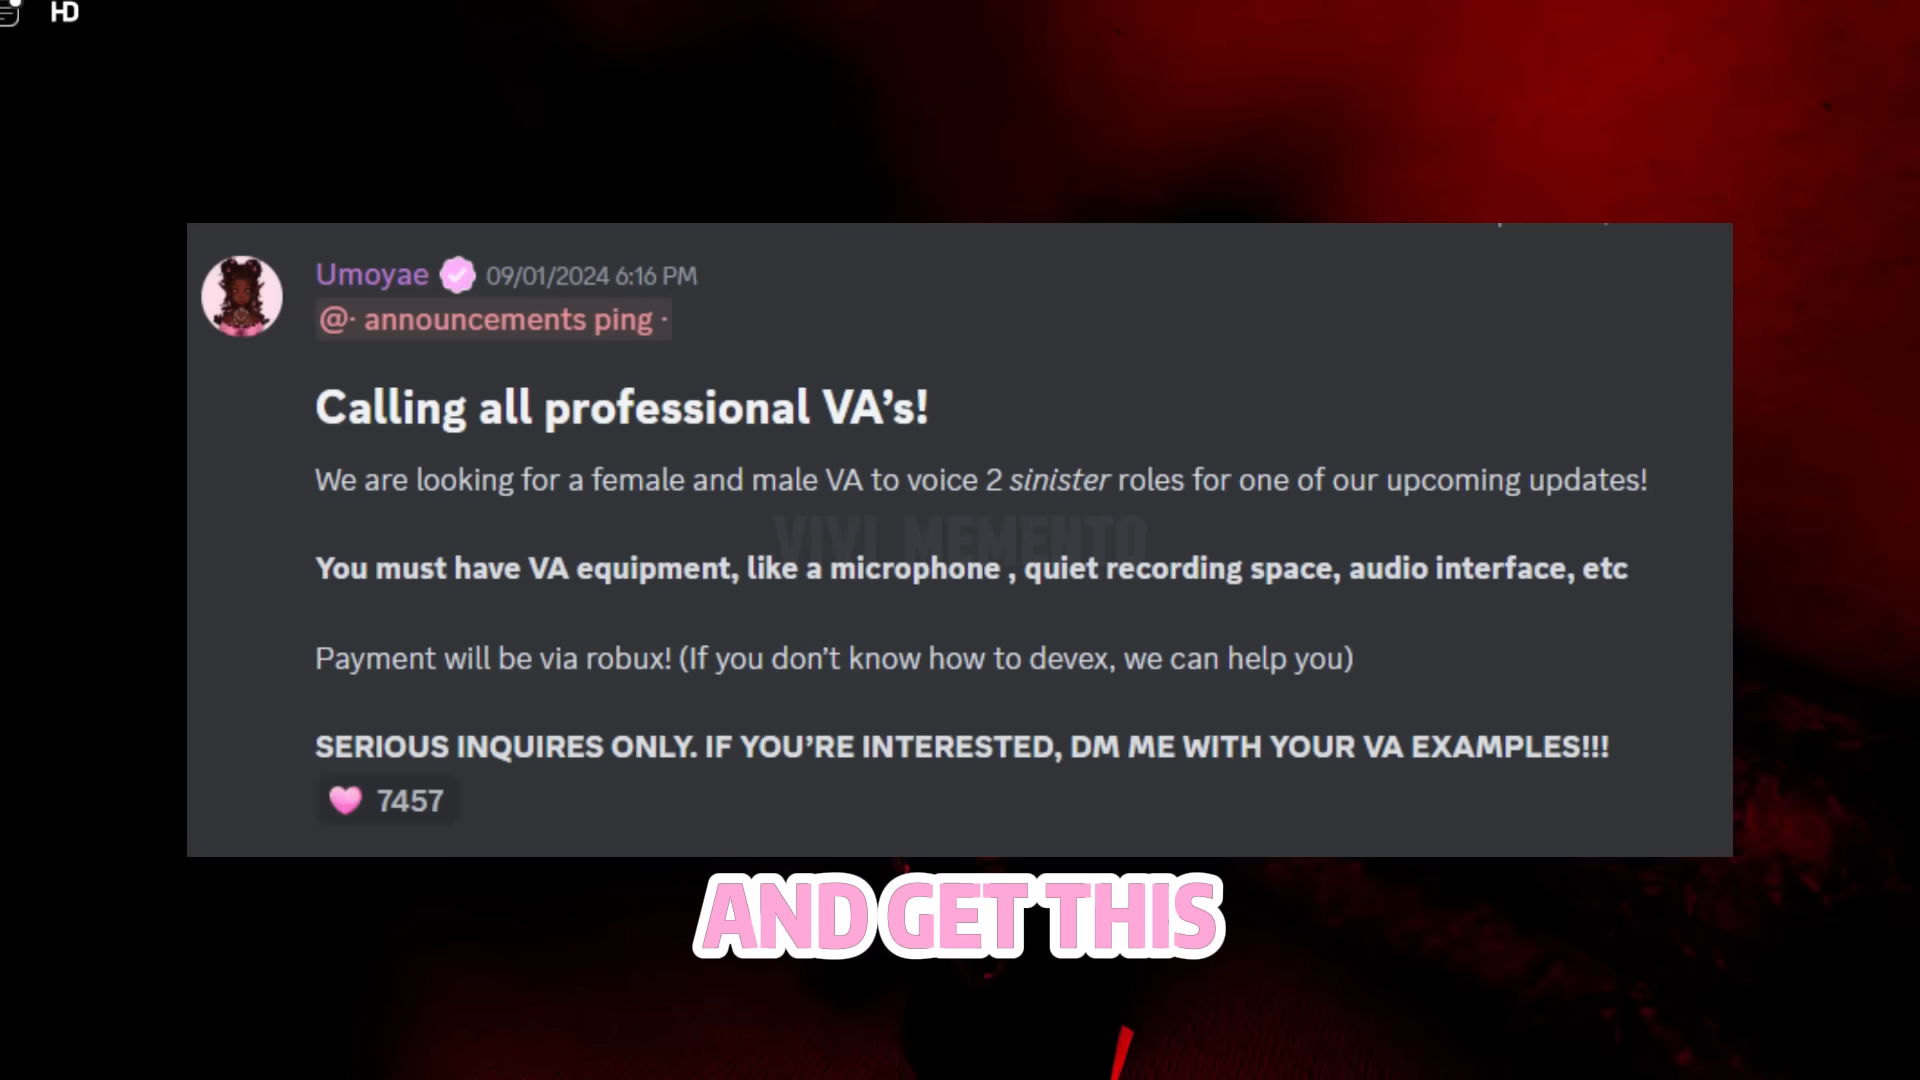 HD
Umoyae 09/01/2024 6:16 PM
@· announcements ping ·
Calling all professional VA’s!
We are looking for a female and male VA to voice 2 sinister roles for one of our upcoming updates!
VIVI MEMENTO
You must have VA equipment, like a microphone , quiet recording space, audio interface, etc
Payment will be via robux! (If you don’t know how to devex, we can help you)
SERIOUS INQUIRES ONLY. IF YOU’RE INTERESTED, DM ME WITH YOUR VA EXAMPLES!!!
7457
AND GET THIS